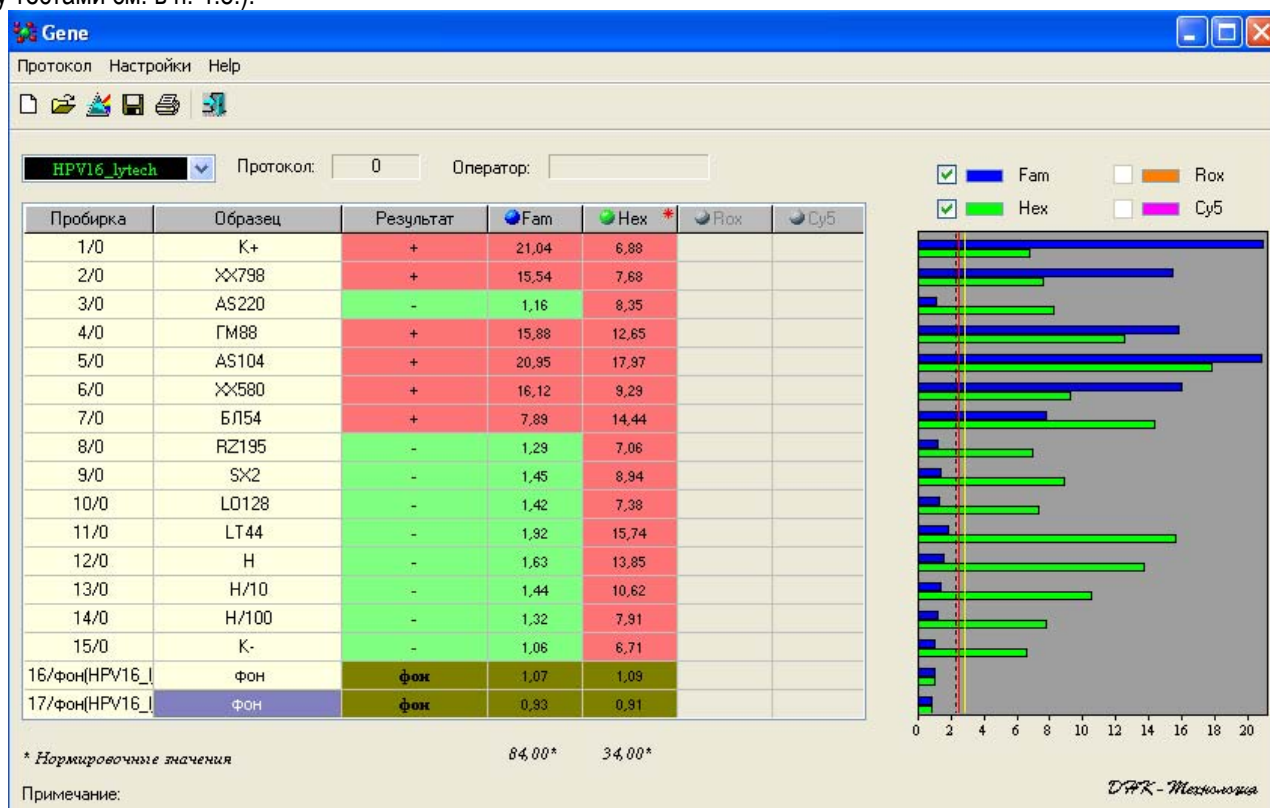 у тестами см. в п. 4.6.).
Gene
Протокол Настройки Help
HPV16_lytech Протокол: 0 Оператор:
Fam Rox
Hex Cy5
Пробирка Образец Результат Fam Hex * Rox Cy5
1/0 K+ + 21,04 6,88
2/0 XX798 + 15,54 7,68
3/0 AS220 - 1,16 8,35
4/0 ГМ88 + 15,88 12,65
5/0 AS104 + 20,95 17,97
6/0 XX580 + 16,12 9,29
7/0 БЛ54 + 7,89 14,44
8/0 RZ195 - 1,29 7,06
9/0 SX2 - 1,45 8,94
10/0 LO128 - 1,42 7,38
11/0 LT44 - 1,92 15,74
12/0 H - 1,63 13,85
13/0 H/10 - 1,44 10,62
14/0 H/100 - 1,32 7,91
15/0 K- - 1,06 6,71
16/фон(HPV16_l фон фон 1,07 1,09
17/фон(HPV16_l фон фон 0,93 0,91
0 2 4 6 8 10 12 14 16 18 20
* Нормировочные значения 84,00* 34,00*
Примечание: ДНК-Технология